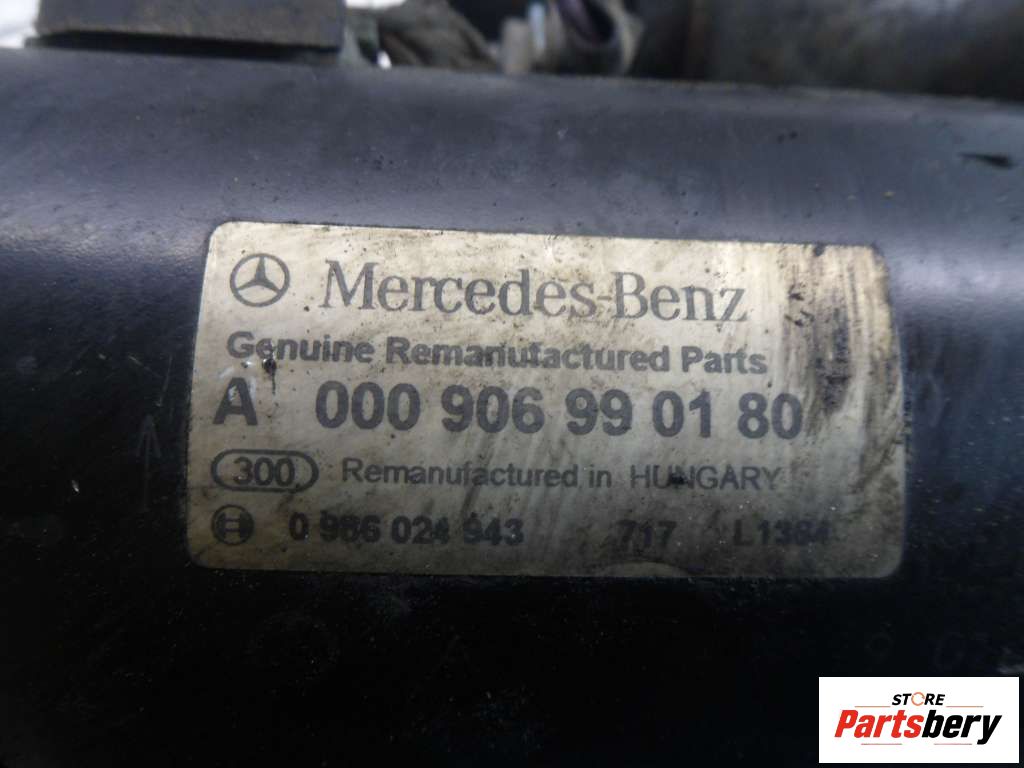 Mercedes-Benz
Genuine Remanufactured Parts
A 000 906 99 01 80
300 Remanufactured in HUNGARY
0 986 024 943 717 L1384
STORE
Partsbery